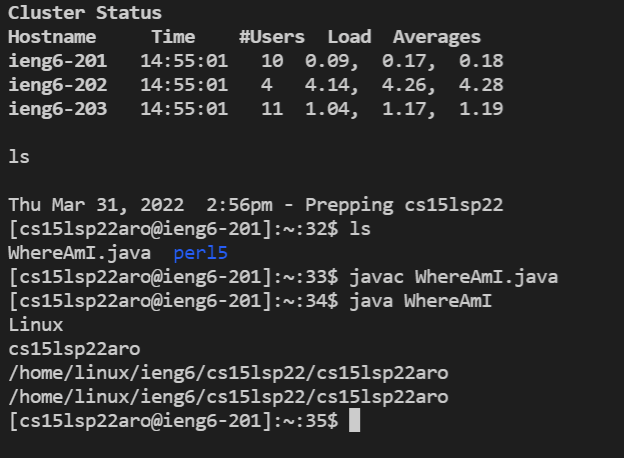 Cluster Status
Hostname     Time    #Users  Load  Averages
ieng6-201   14:55:01   10  0.09,  0.17,  0.18
ieng6-202   14:55:01   4   4.14,  4.26,  4.28
ieng6-203   14:55:01   11  1.04,  1.17,  1.19
ls
Thu Mar 31, 2022  2:56pm - Prepping cs15lsp22
[cs15lsp22aro@ieng6-201]:~:32$ ls
WhereAmI.java  perl5
[cs15lsp22aro@ieng6-201]:~:33$ javac WhereAmI.java
[cs15lsp22aro@ieng6-201]:~:34$ java WhereAmI
Linux
cs15lsp22aro
/home/linux/ieng6/cs15lsp22/cs15lsp22aro
/home/linux/ieng6/cs15lsp22/cs15lsp22aro
[cs15lsp22aro@ieng6-201]:~:35$